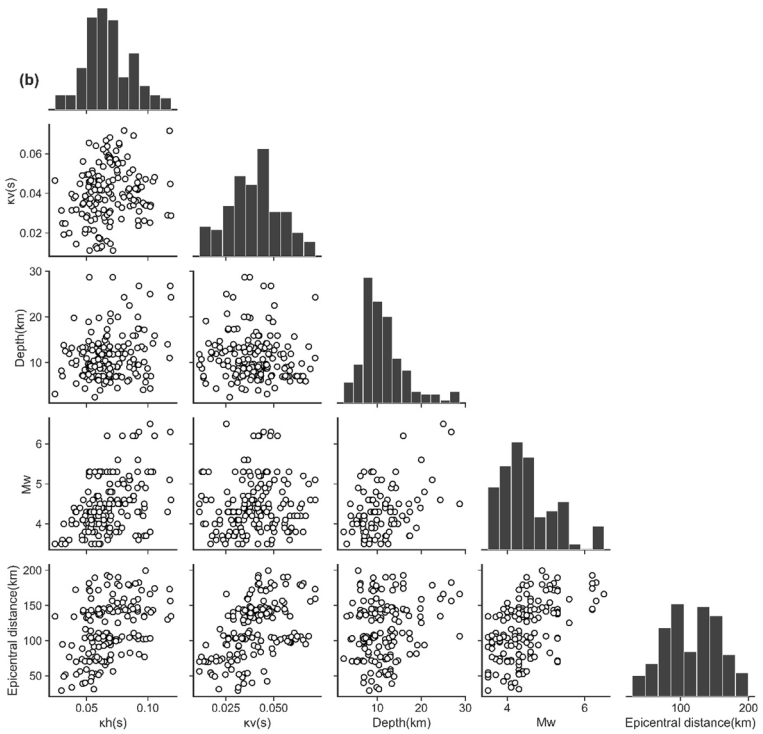 (b)
κv(s)
0.06
0.04
0.02
Depth(km)
30
20
10
Mw
6
5
4
Epicentral distance(km)
200
150
100
50
0.05 0.10
κh(s)
0.025 0.050
κv(s)
0 10 20 30
Depth(km)
4 6
Mw
100 200
Epicentral distance(km)